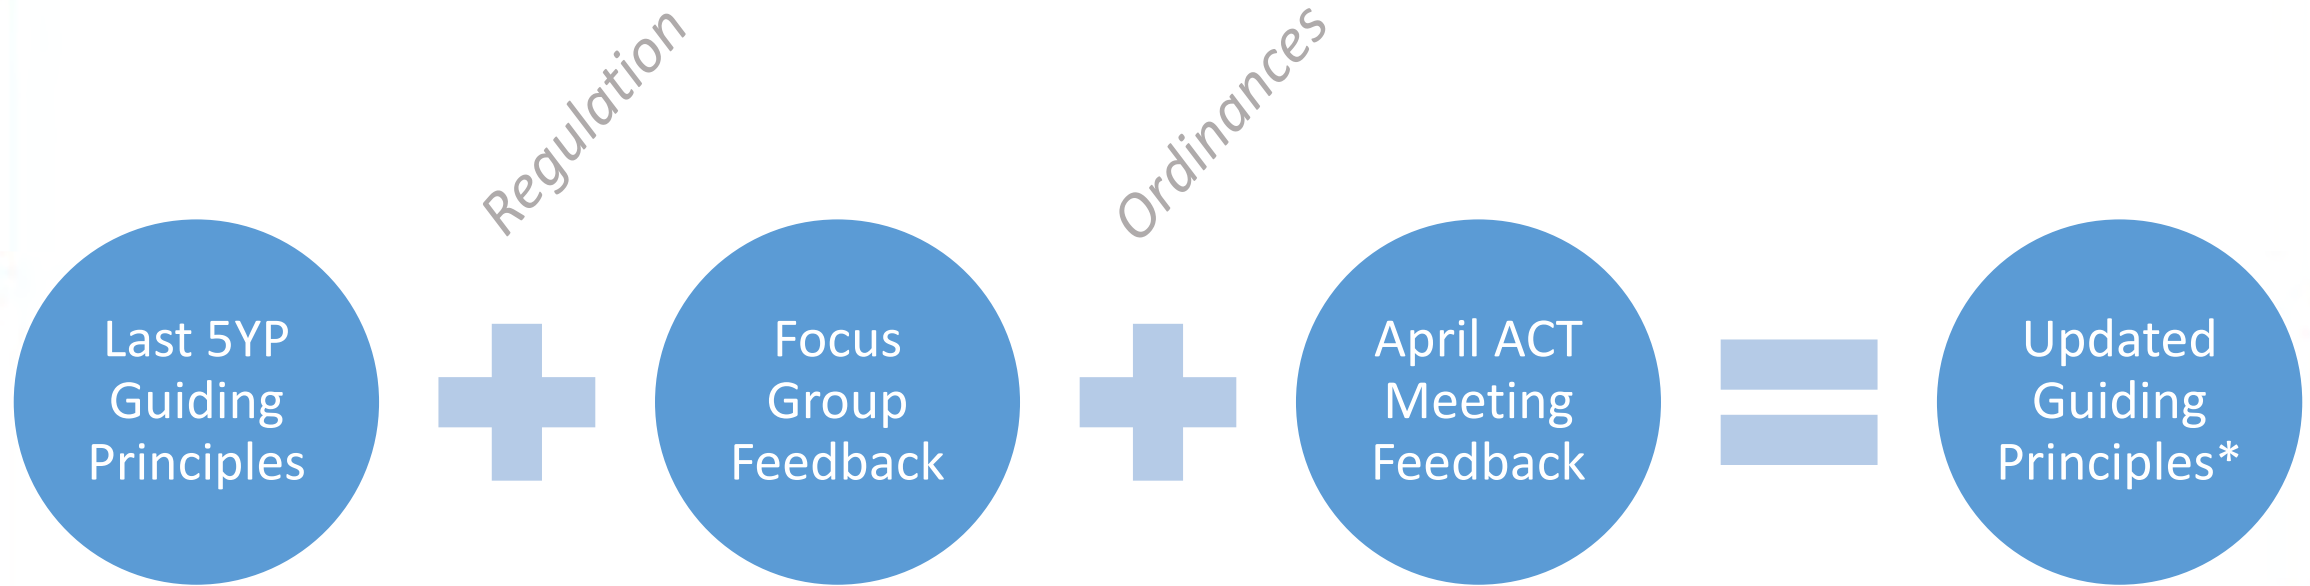 Regulation
Ordinances
Last 5YP
Guiding
Principles
Focus
Group
Feedback
April ACT
Meeting
Feedback
Updated
Guiding
Principles*